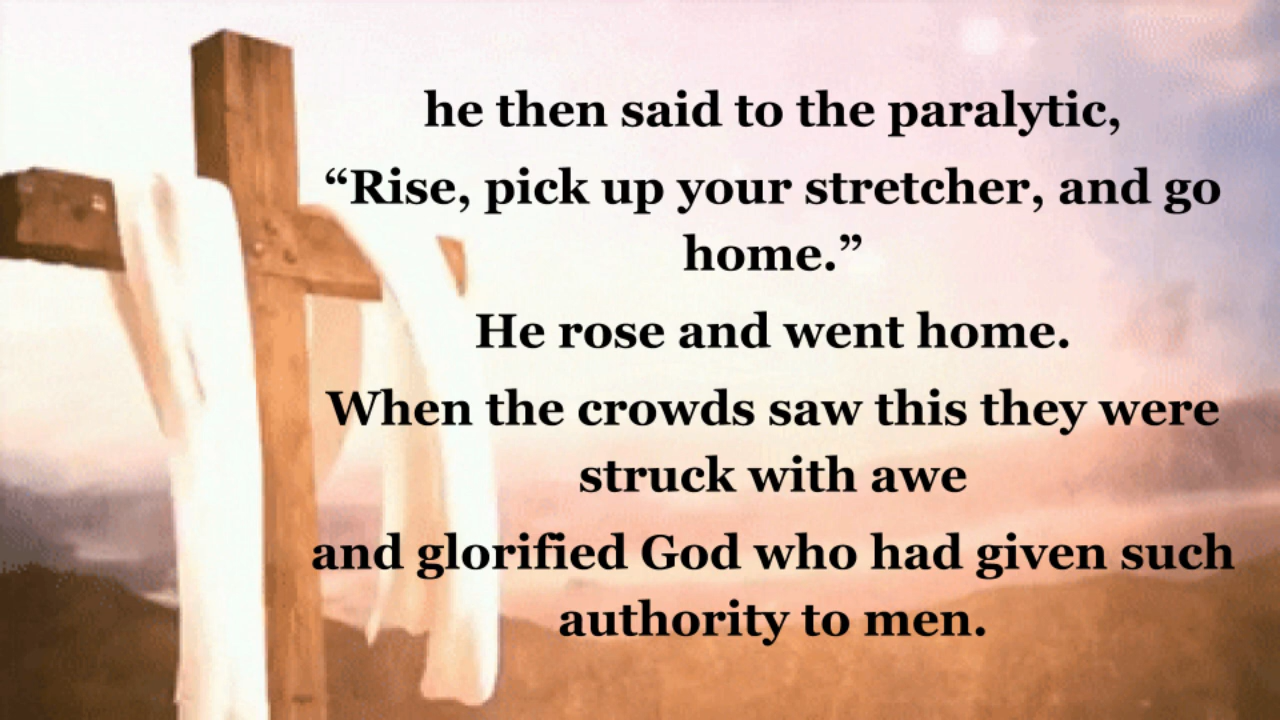 he then said to the paralytic,
“Rise, pick up your stretcher, and go
home.”
He rose and went home.
When the crowds saw this they were
struck with awe
and glorified God who had given such
authority to men.